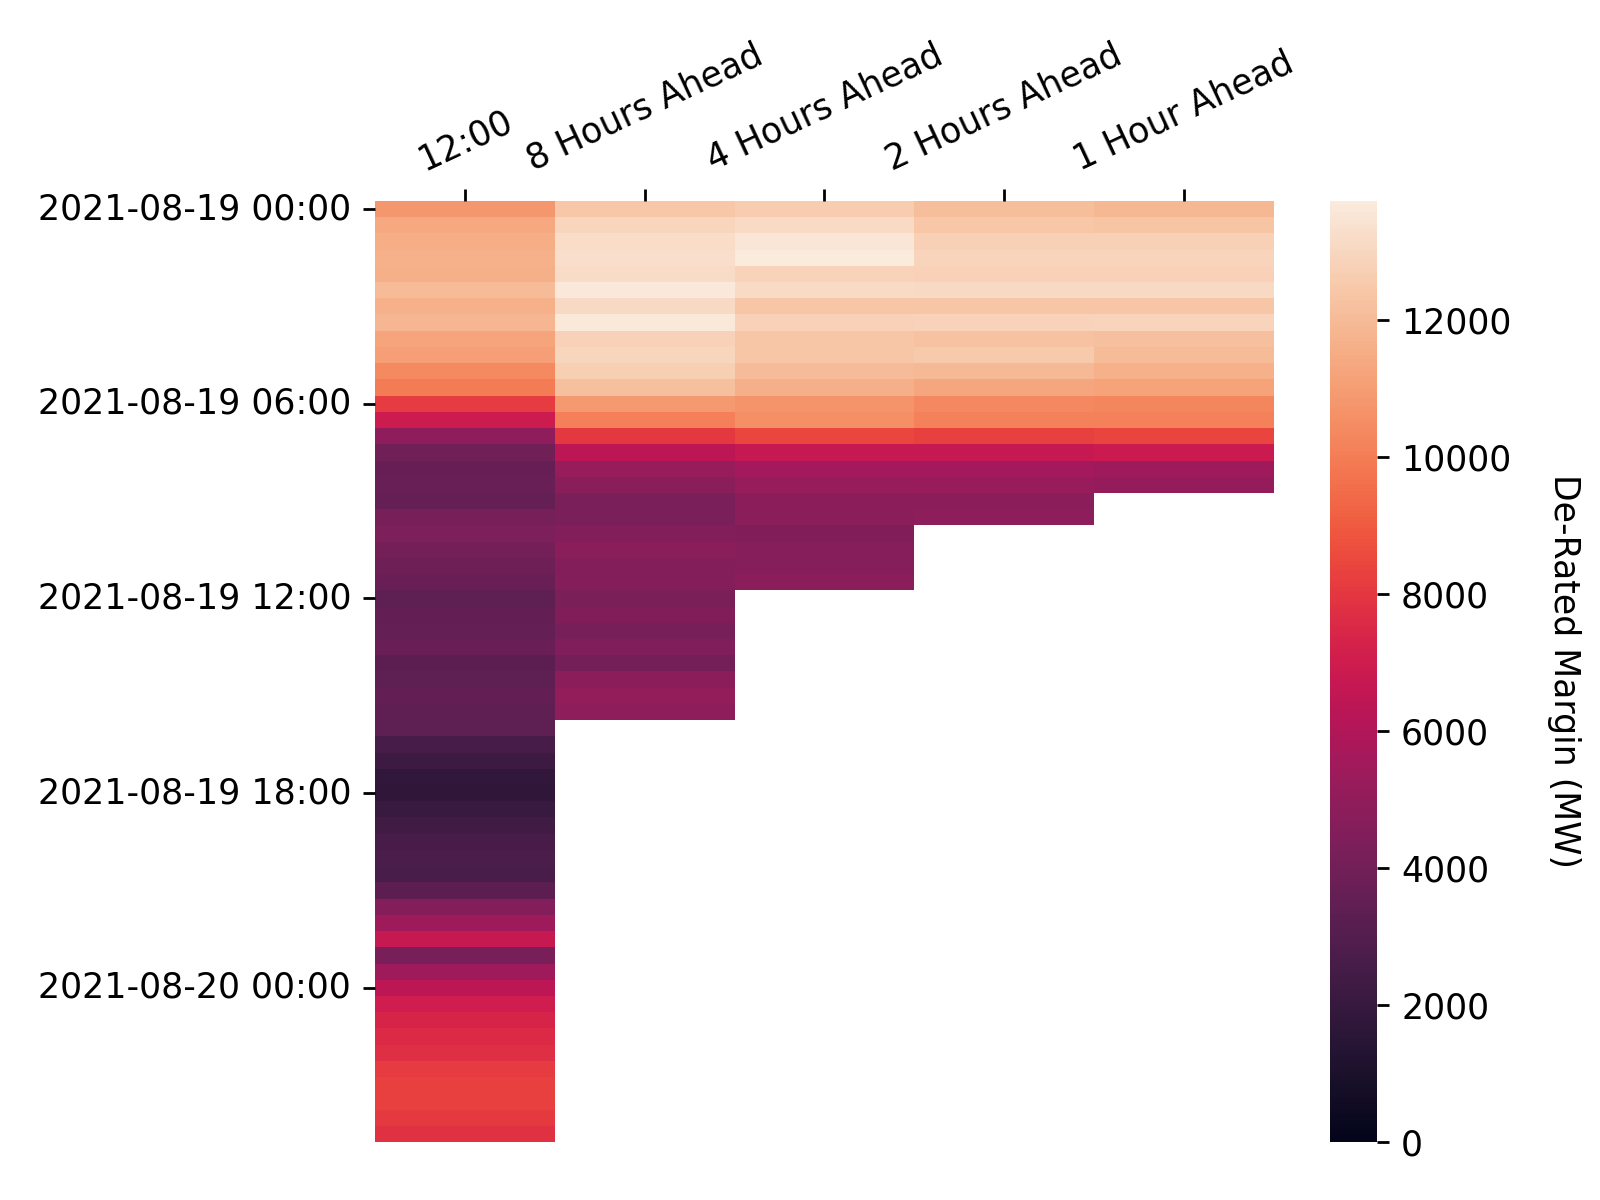 12:00
8 Hours Ahead
4 Hours Ahead
2 Hours Ahead
1 Hour Ahead
2021-08-19 00:00
2021-08-19 06:00
2021-08-19 12:00
2021-08-19 18:00
2021-08-20 00:00
12000
10000
8000
6000
4000
2000
0
De-Rated Margin (MW)